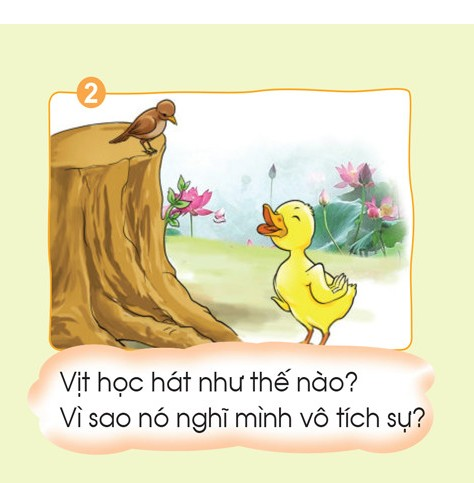 2
Vịt học hát như thế nào?
Vì sao nó nghĩ mình vô tích sự?